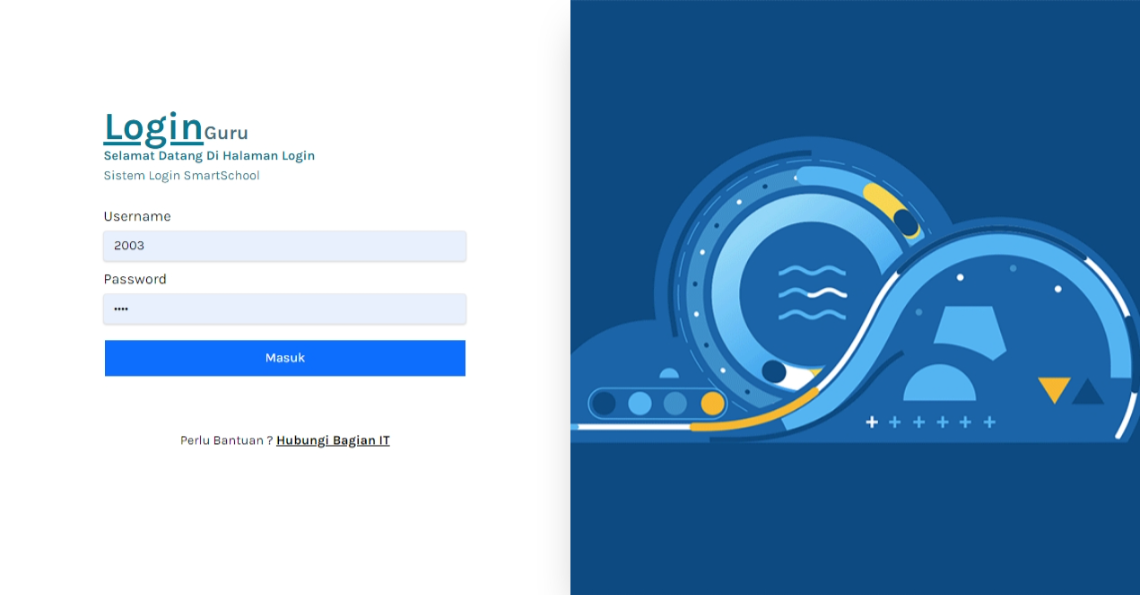 LoginGuru
Selamat Datang Di Halaman Login
Sistem Login SmartSchool
Username
2003
Password
••••
Masuk
Perlu Bantuan ? Hubungi Bagian IT